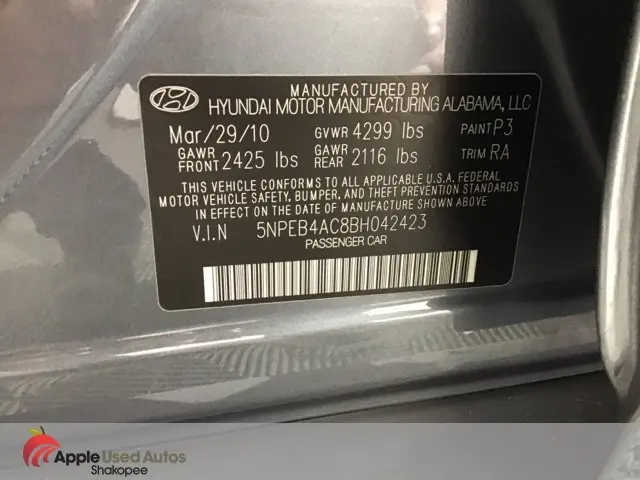 MANUFACTURED BY
HYUNDAI MOTOR MANUFACTURING ALABAMA, LLC
Mar/29/10 GVWR 4299 lbs PAINT P3
GAWR FRONT 2425 lbs GAWR REAR 2116 lbs TRIM RA
THIS VEHICLE CONFORMS TO ALL APPLICABLE U.S.A. FEDERAL
MOTOR VEHICLE SAFETY, BUMPER, AND THEFT PREVENTION STANDARDS
IN EFFECT ON THE DATE OF MANUFACTURE SHOWN ABOVE
V.I.N 5NPEB4AC8BH042423
PASSENGER CAR
Apple Used Autos
Shakopee